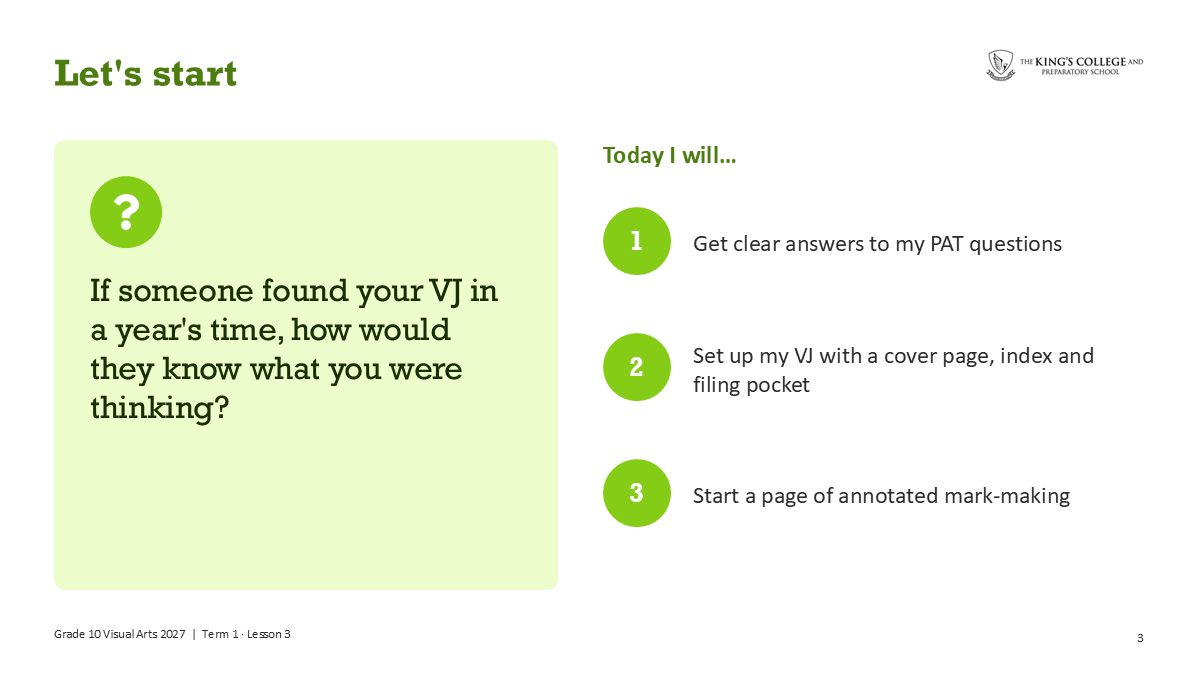 Let's start
THE KING'S COLLEGE AND
PREPARATORY SCHOOL
?
If someone found your VJ in
a year's time, how would
they know what you were
thinking?
Today I will...
1
Get clear answers to my PAT questions
2
Set up my VJ with a cover page, index and
filing pocket
3
Start a page of annotated mark-making
Grade 10 Visual Arts 2027 | Term 1 · Lesson 3
3